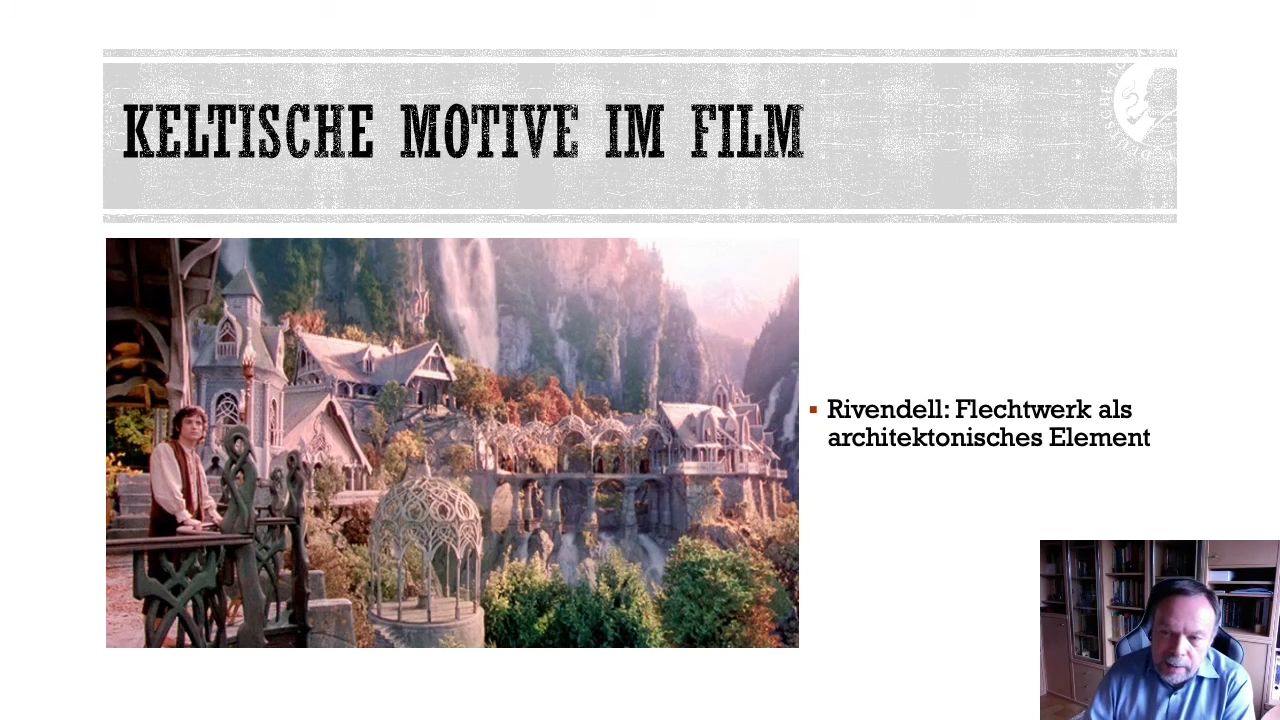 KELTISCHE MOTIVE IM FILM
Rivendell: Flechtwerk als
architektonisches Element